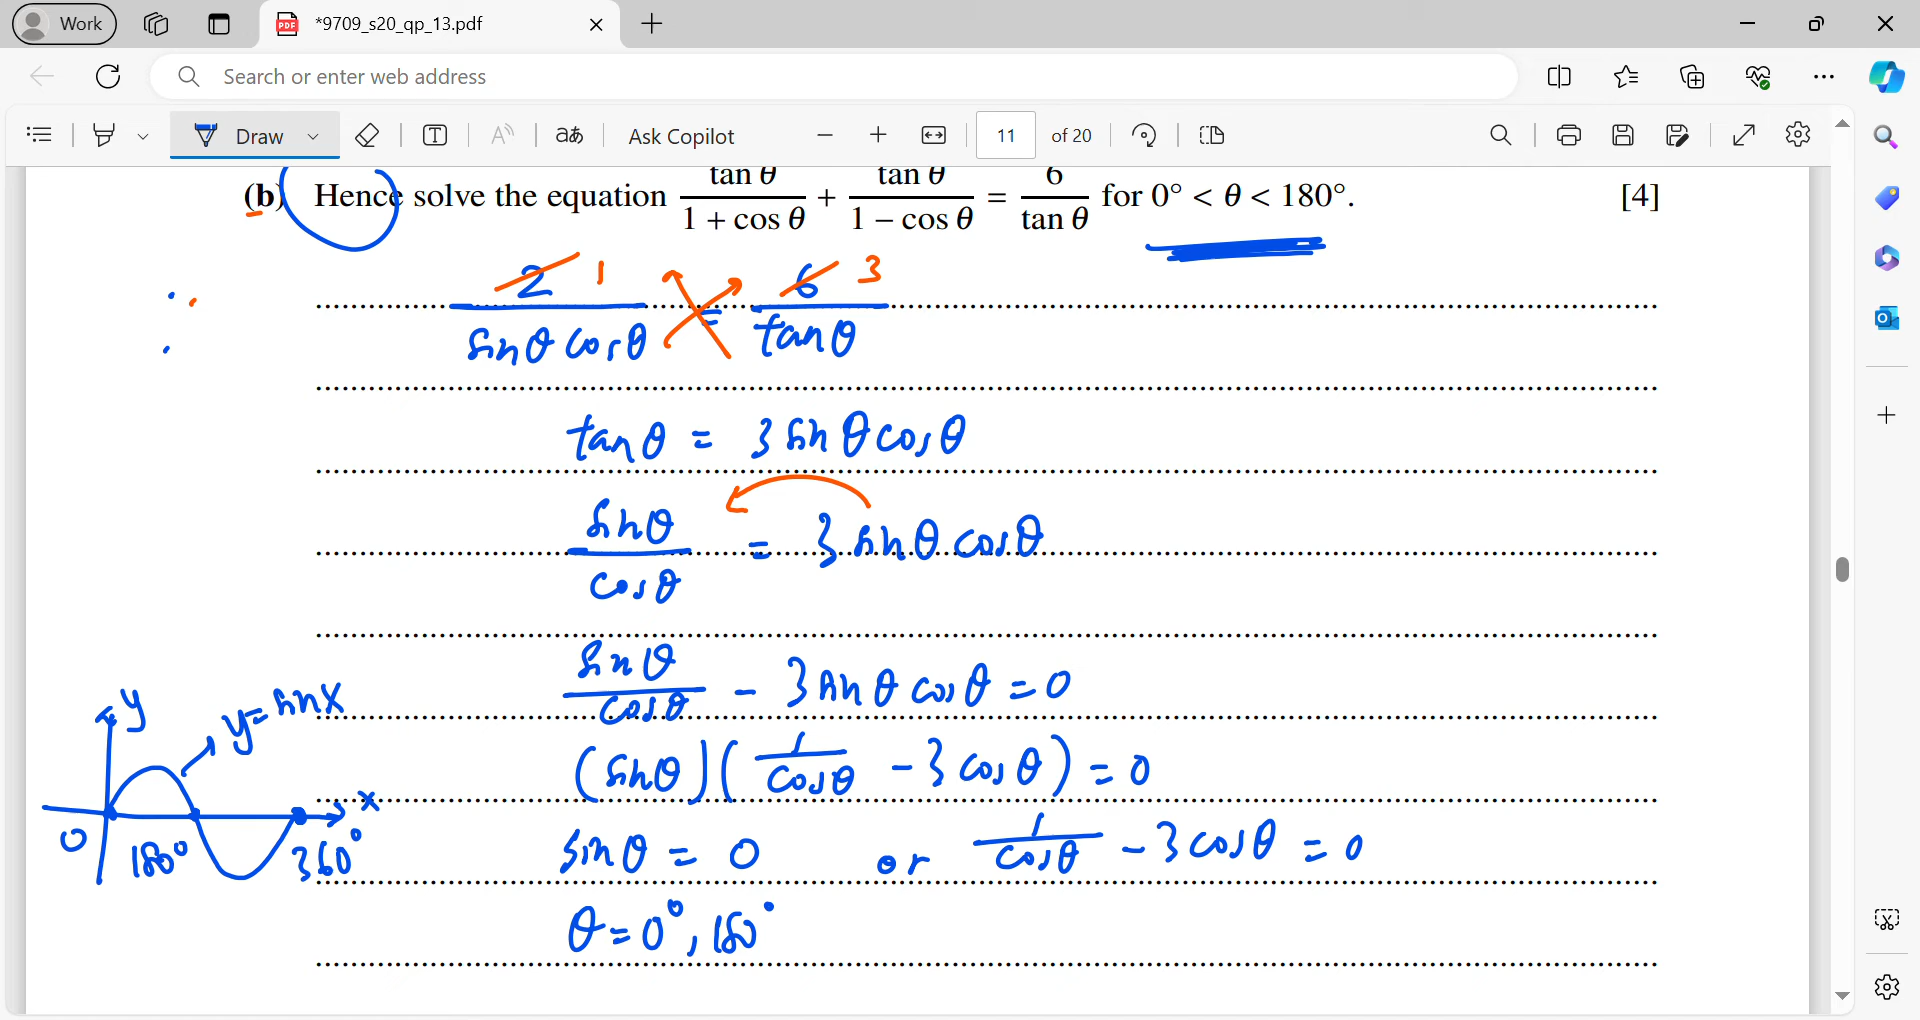 Work
*9709_s20_qp_13.pdf
Search or enter web address
Draw
Ask Copilot
11 of 20
(b) Hence solve the equation tan θ / (1 + cos θ) + tan θ / (1 − cos θ) = 6 / tan θ for 0° < θ < 180°. [4]
2 1 / sinθ cosθ = 6 3 / tanθ
tanθ = 3 sinθ cosθ
sinθ / cosθ = 3 sinθ cosθ
sinθ / cosθ - 3 sinθ cosθ = 0
(sinθ)(1 / cosθ - 3 cosθ) = 0
sinθ = 0 or 1 / cosθ - 3 cosθ = 0
θ = 0°, 180°
y
y = sinx
x
0 180° 360°